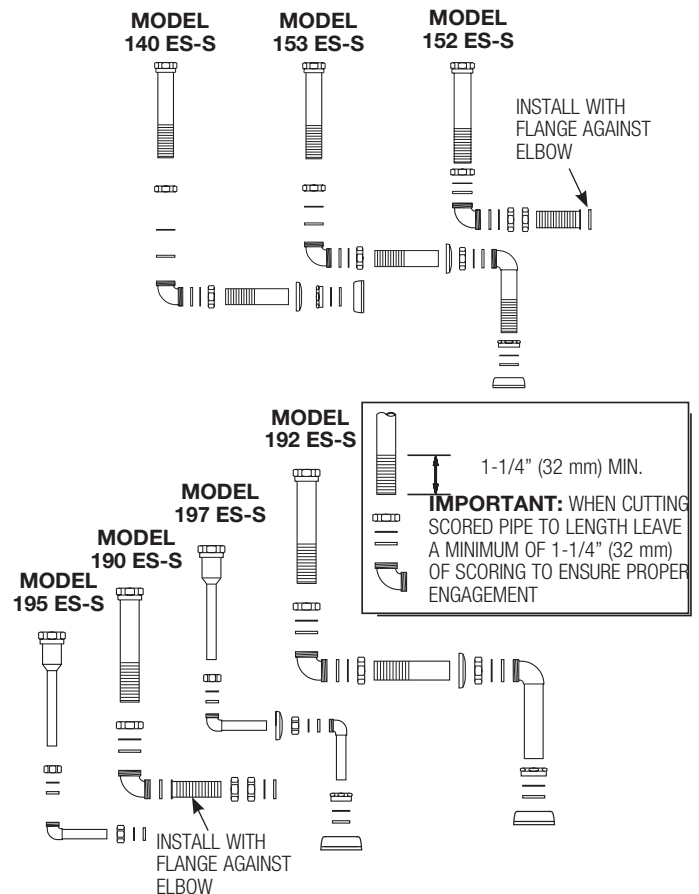 MODEL
140 ES-S
MODEL
153 ES-S
MODEL
152 ES-S
INSTALL WITH
FLANGE AGAINST
ELBOW
MODEL
192 ES-S
1-1/4” (32 mm) MIN.
IMPORTANT: WHEN CUTTING
SCORED PIPE TO LENGTH LEAVE
A MINIMUM OF 1-1/4” (32 mm)
OF SCORING TO ENSURE PROPER
ENGAGEMENT
MODEL
197 ES-S
MODEL
190 ES-S
MODEL
195 ES-S
INSTALL WITH
FLANGE AGAINST
ELBOW